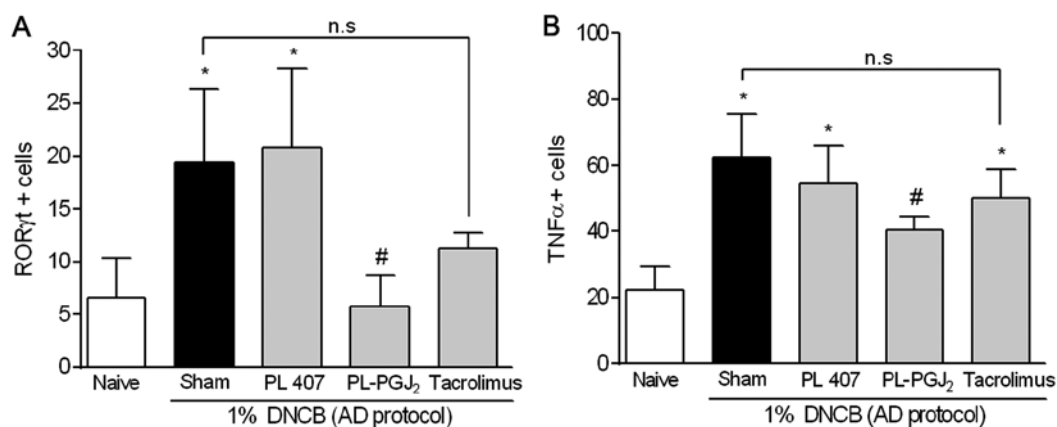 A
n.s
30
25
20
15
10
5
0
RORγt + cells
*
*
#
Naive Sham PL 407 PL-PGJ₂ Tacrolimus
1% DNCB (AD protocol)
B
n.s
100
80
60
40
20
0
TNFα+ cells
*
*
#
*
Naive Sham PL 407 PL-PGJ₂ Tacrolimus
1% DNCB (AD protocol)